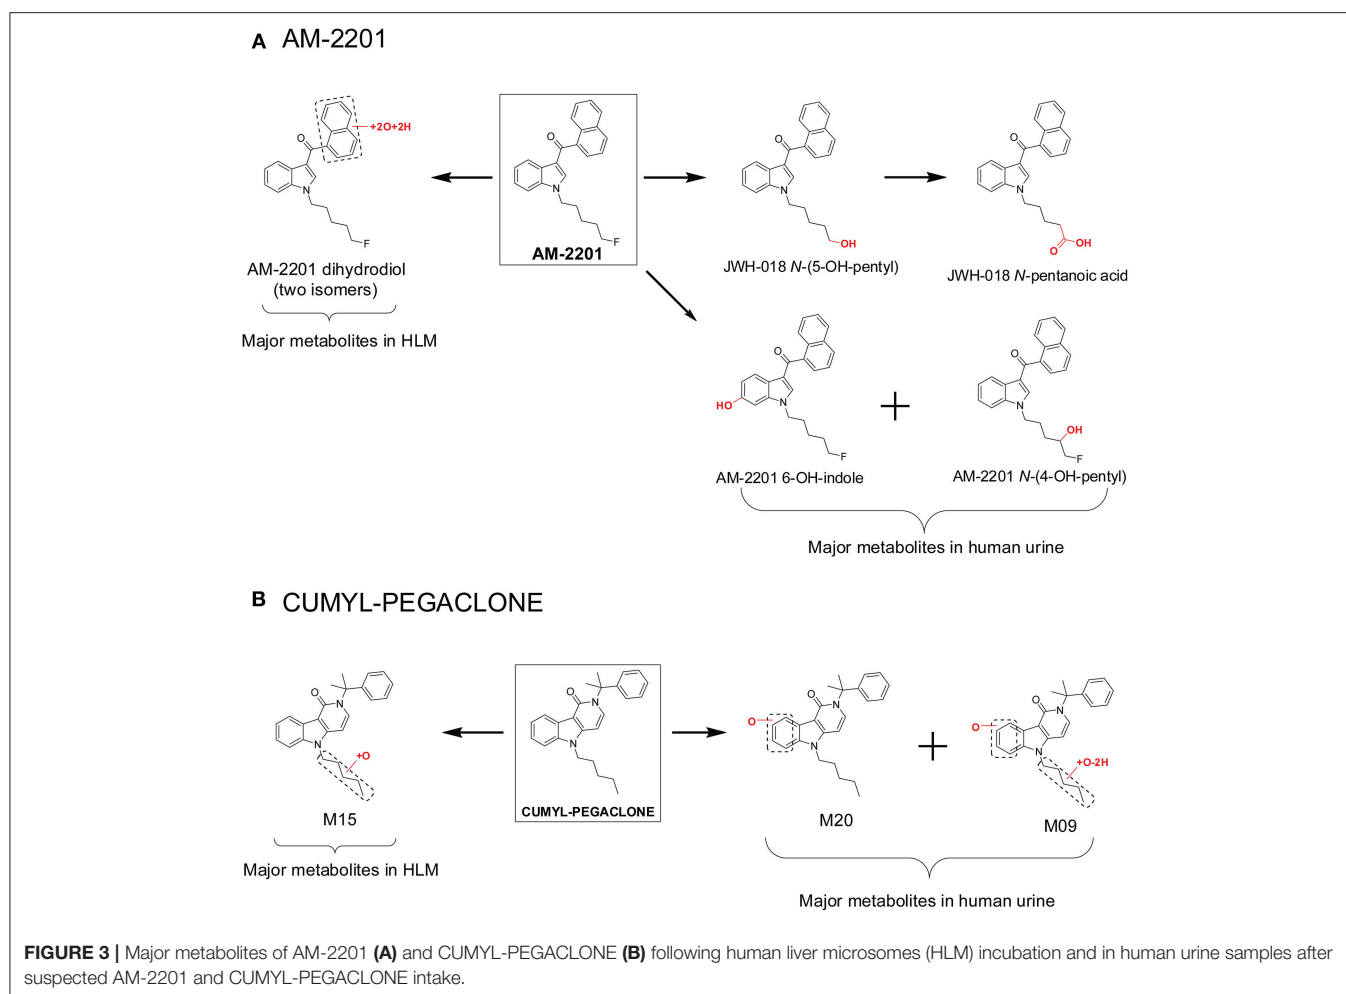 A AM-2201
+2O+2H
O
N
F
AM-2201 dihydrodiol
(two isomers)
Major metabolites in HLM
O
N
F
AM-2201
O
N
OH
JWH-018 N-(5-OH-pentyl)
O
N
O
OH
JWH-018 N-pentanoic acid
O
HO
N
F
AM-2201 6-OH-indole
+
O
N
OH
F
AM-2201 N-(4-OH-pentyl)
Major metabolites in human urine
B CUMYL-PEGACLONE
O
N
N
+O
M15
Major metabolites in HLM
O
N
N
CUMYL-PEGACLONE
O
O
N
N
M20
+
O
O
N
N
+O-2H
M09
Major metabolites in human urine
FIGURE 3 | Major metabolites of AM-2201 (A) and CUMYL-PEGACLONE (B) following human liver microsomes (HLM) incubation and in human urine samples after
suspected AM-2201 and CUMYL-PEGACLONE intake.